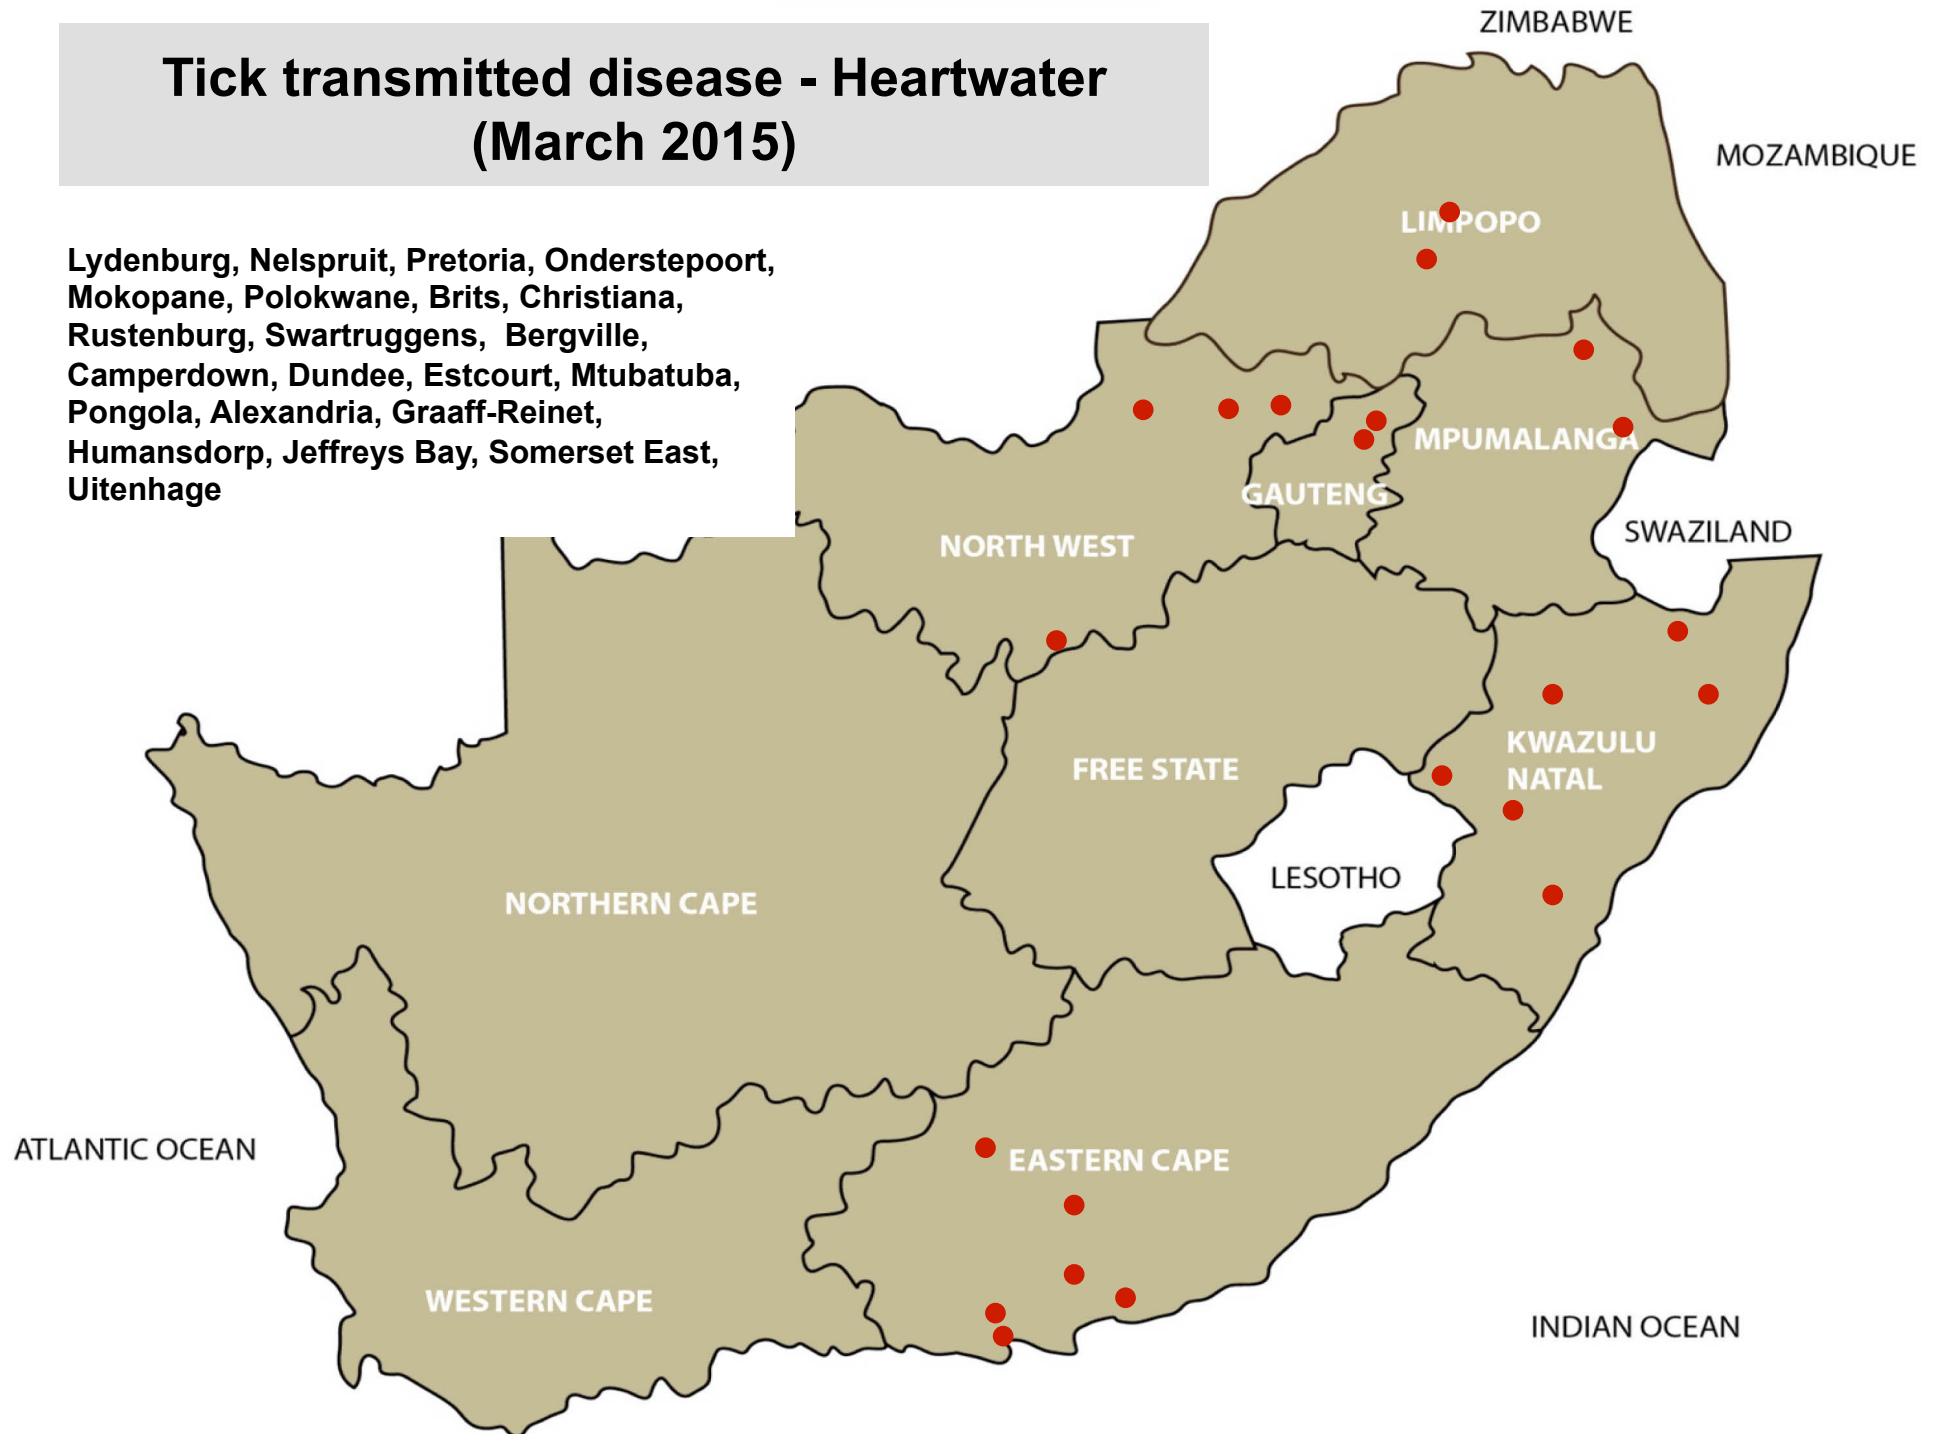 Tick transmitted disease - Heartwater
(March 2015)
Lydenburg, Nelspruit, Pretoria, Onderstepoort,
Mokopane, Polokwane, Brits, Christiana,
Rustenburg, Swartruggens, Bergville,
Camperdown, Dundee, Estcourt, Mtubatuba,
Pongola, Alexandria, Graaff-Reinet,
Humansdorp, Jeffreys Bay, Somerset East,
Uitenhage
ZIMBABWE
MOZAMBIQUE
LIMPOPO
MPUMALANGA
GAUTENG
SWAZILAND
NORTH WEST
KWAZULU
NATAL
FREE STATE
LESOTHO
NORTHERN CAPE
ATLANTIC OCEAN
EASTERN CAPE
WESTERN CAPE
INDIAN OCEAN